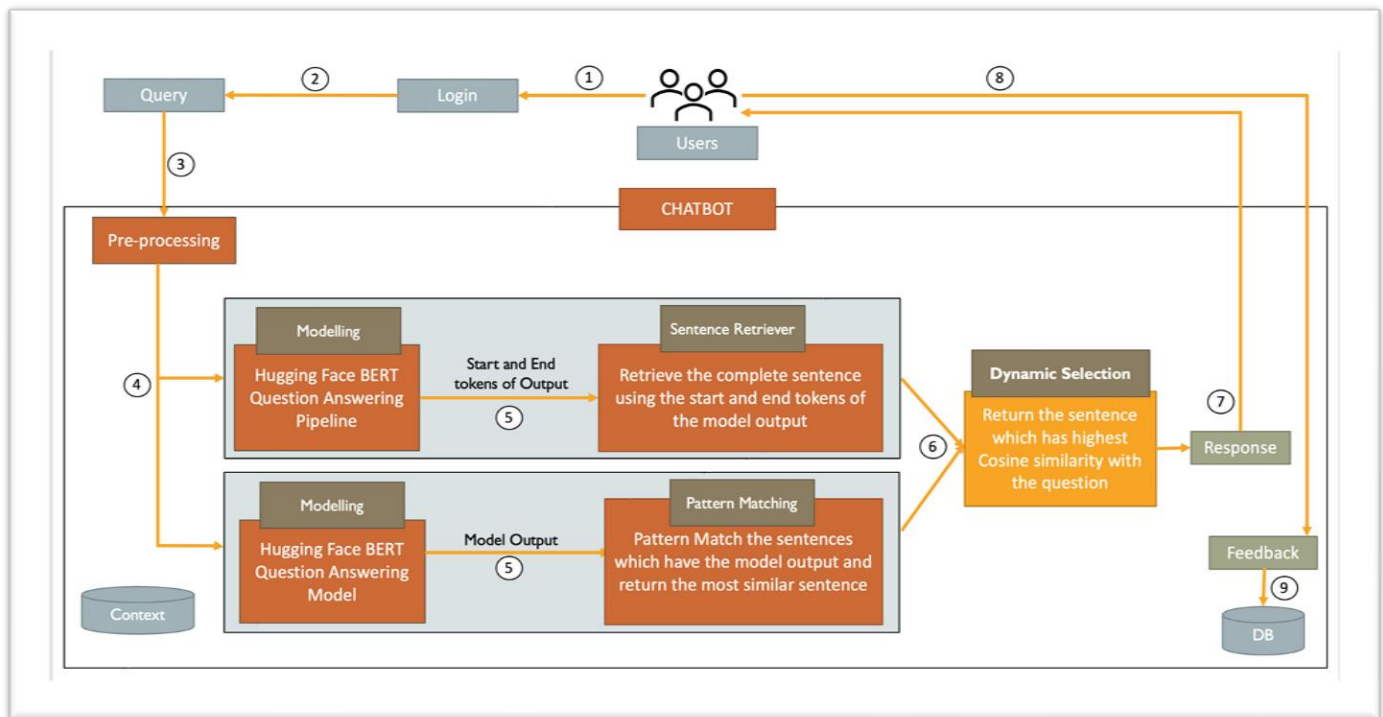 8
2
1
Query
Login
Users
3
CHATBOT
Pre-processing
4
Modelling
Hugging Face BERT
Question Answering
Pipeline
Start and End
tokens of Output
5
Sentence Retriever
Retrieve the complete sentence
using the start and end tokens of
the model output
Modelling
Hugging Face BERT
Question Answering
Model
Model Output
5
Pattern Matching
Pattern Match the sentences
which have the model output and
return the most similar sentence
6
Dynamic Selection
Return the sentence
which has highest
Cosine similarity with
the question
7
Response
Feedback
9
DB
Context